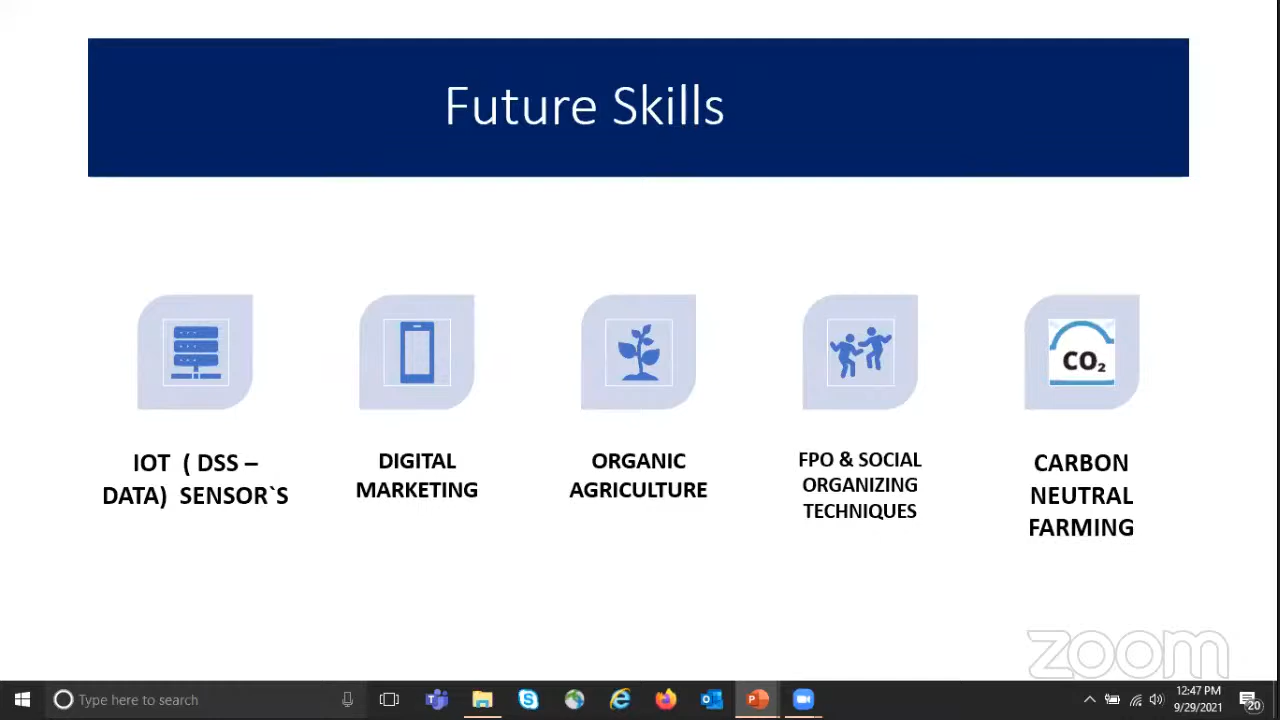 Future Skills
CO₂
IOT ( DSS –
DATA) SENSOR`S
DIGITAL
MARKETING
ORGANIC
AGRICULTURE
FPO & SOCIAL
ORGANIZING
TECHNIQUES
CARBON
NEUTRAL
FARMING
zoom
Type here to search
12:47 PM
9/29/2021
20